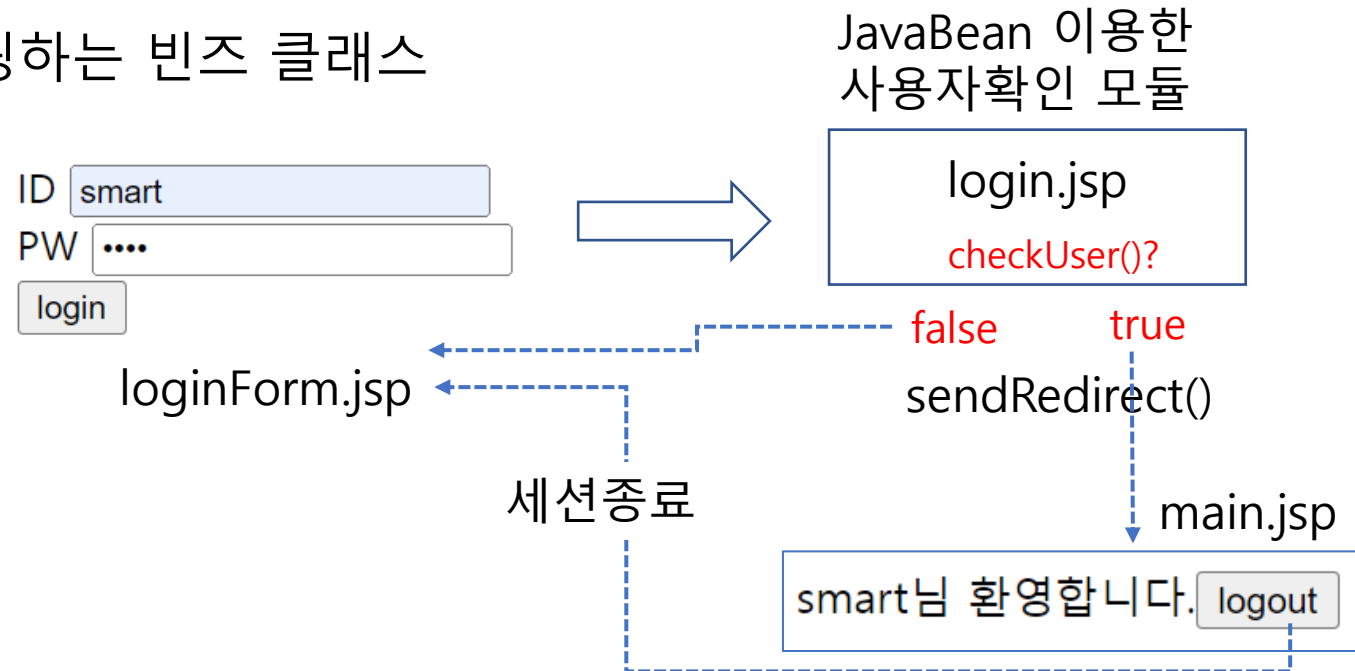 하는 빈즈 클래스
JavaBean 이용한
사용자확인 모듈
ID smart
PW ••••
login
loginForm.jsp
login.jsp
checkUser()?
false
true
sendRedirect()
세션종료
main.jsp
smart님 환영합니다. logout